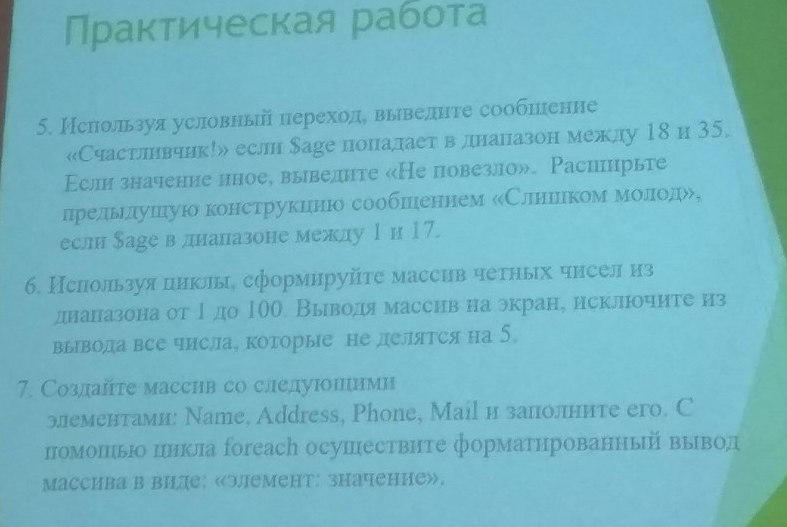 Практическая работа
5. Используя условный переход, выведите сообщение
«Счастливчик!» если $age попадает в диапазон между 18 и 35.
Если значение иное, выведите «Не повезло». Расширьте
предыдущую конструкцию сообщением «Слишком молод»,
если $age в диапазоне между 1 и 17.
6. Используя циклы, сформируйте массив четных чисел из
диапазона от 1 до 100. Выводя массив на экран, исключите из
вывода все числа, которые не делятся на 5.
7. Создайте массив со следующими
элементами: Name, Address, Phone, Mail и заполните его. С
помощью цикла foreach осуществите форматированный вывод
массива в виде: «элемент: значение».